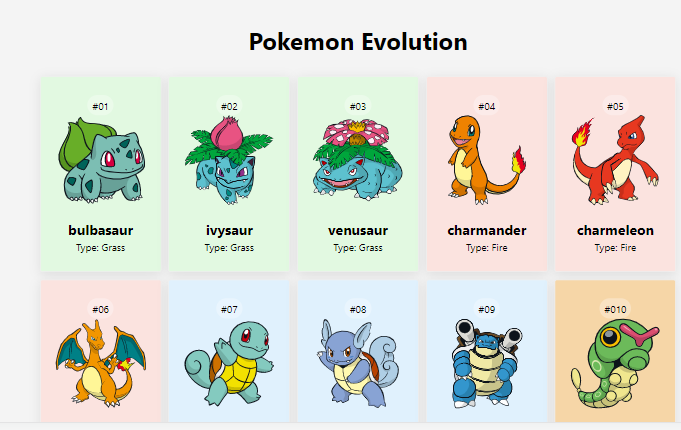 Pokemon Evolution
#01 #02 #03 #04 #05
bulbasaur ivysaur venusaur charmander charmeleon
Type: Grass Type: Grass Type: Grass Type: Fire Type: Fire
#06 #07 #08 #09 #010